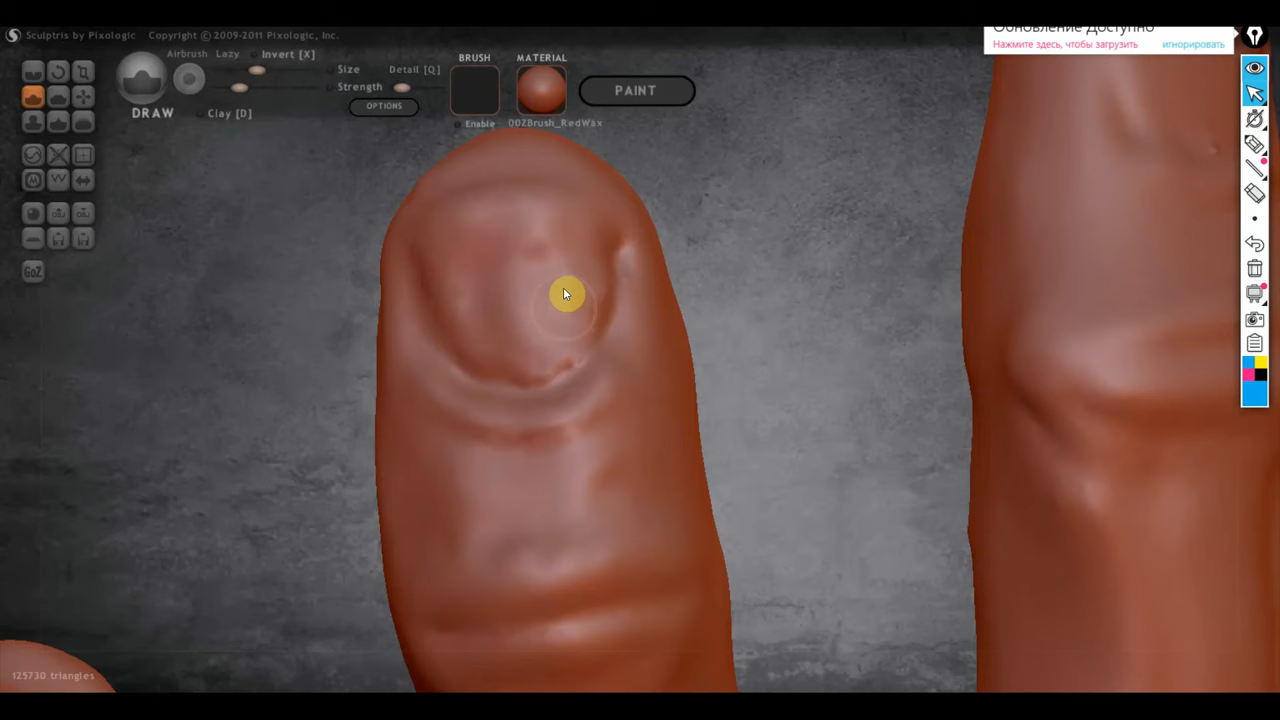 Sculptris by Pixologic   Copyright © 2009-2011 Pixologic, Inc.
Обновление Доступно
Нажмите здесь, чтобы загрузить   игнорировать
Airbrush   Lazy   Invert [X]
BRUSH   MATERIAL
Size   Detail [Q]
Strength
PAINT
OPTIONS
DRAW   Clay [D]
Enable   00ZBrush_RedWax
GoZ
125730 triangles